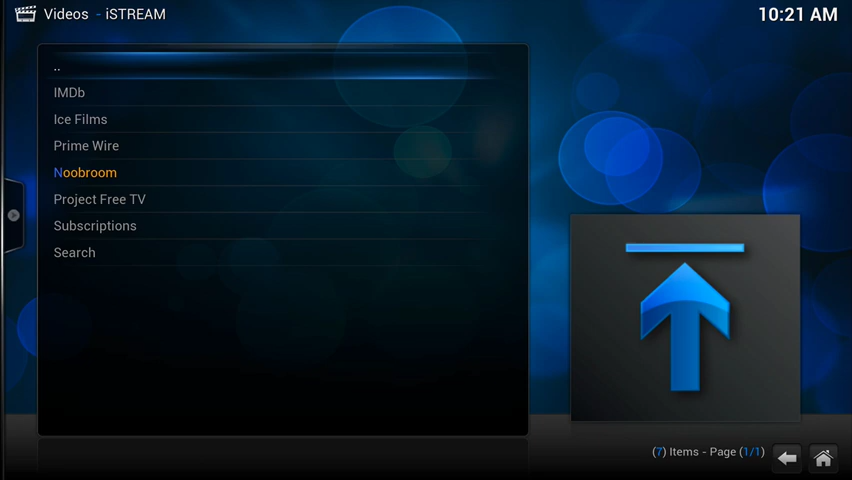 Videos - iSTREAM
10:21 AM
..
IMDb
Ice Films
Prime Wire
Noobroom
Project Free TV
Subscriptions
Search
(7) Items - Page (1/1)